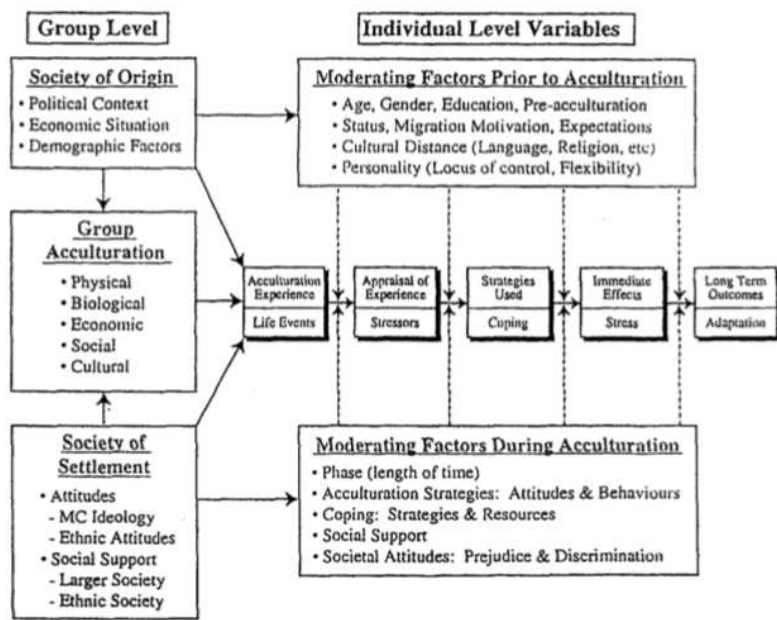 Group Level
Individual Level Variables
Society of Origin
• Political Context
• Economic Situation
• Demographic Factors
Moderating Factors Prior to Acculturation
• Age, Gender, Education, Pre-acculturation
• Status, Migration Motivation, Expectations
• Cultural Distance (Language, Religion, etc)
• Personality (Locus of control, Flexibility)
Group
Acculturation
• Physical
• Biological
• Economic
• Social
• Cultural
Acculturation
Experience
Life Events
Appraisal of
Experience
Stressors
Strategies
Used
Coping
Immediate
Effects
Stress
Long Term
Outcomes
Adaptation
Society of
Settlement
• Attitudes
- MC Ideology
- Ethnic Attitudes
• Social Support
- Larger Society
- Ethnic Society
Moderating Factors During Acculturation
• Phase (length of time)
• Acculturation Strategies: Attitudes & Behaviours
• Coping: Strategies & Resources
• Social Support
• Societal Attitudes: Prejudice & Discrimination